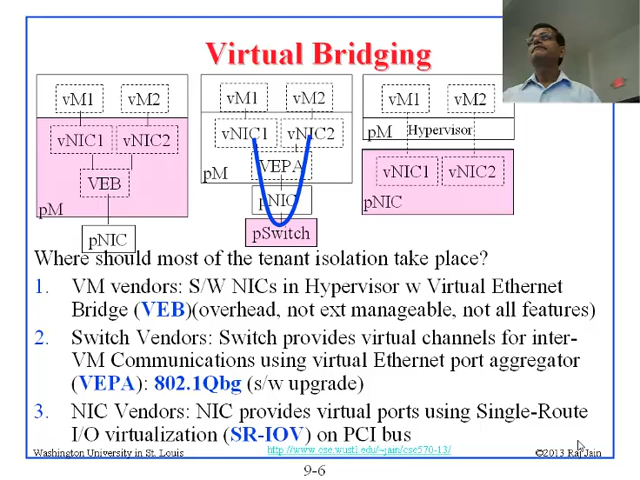 Virtual Bridging
vM1 vM2
vNIC1 vNIC2
VEB
pM
pNIC
vM1 vM2
vNIC1 vNIC2
VEPA
pM
pNIC
pSwitch
vM1 vM2
pM Hypervisor
vNIC1 vNIC2
pNIC
Where should most of the tenant isolation take place?
1. VM vendors: S/W NICs in Hypervisor w Virtual Ethernet
Bridge (VEB)(overhead, not ext manageable, not all features)
2. Switch Vendors: Switch provides virtual channels for inter-
VM Communications using virtual Ethernet port aggregator
(VEPA): 802.1Qbg (s/w upgrade)
3. NIC Vendors: NIC provides virtual ports using Single-Route
I/O virtualization (SR-IOV) on PCI bus
Washington University in St. Louis
http://www.cse.wustl.edu/~jain/cse570-13/
©2013 Raj Jain
9-6